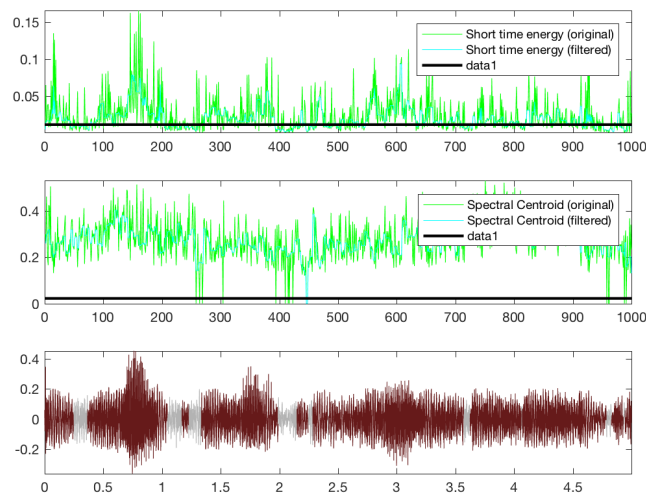 0.15
0.1
0.05
Short time energy (original)
Short time energy (filtered)
data1
0 100 200 300 400 500 600 700 800 900 1000
0.4
0.2
0
Spectral Centroid (original)
Spectral Centroid (filtered)
data1
0 100 200 300 400 500 600 700 800 900 1000
0.4
0.2
0
-0.2
0 0.5 1 1.5 2 2.5 3 3.5 4 4.5